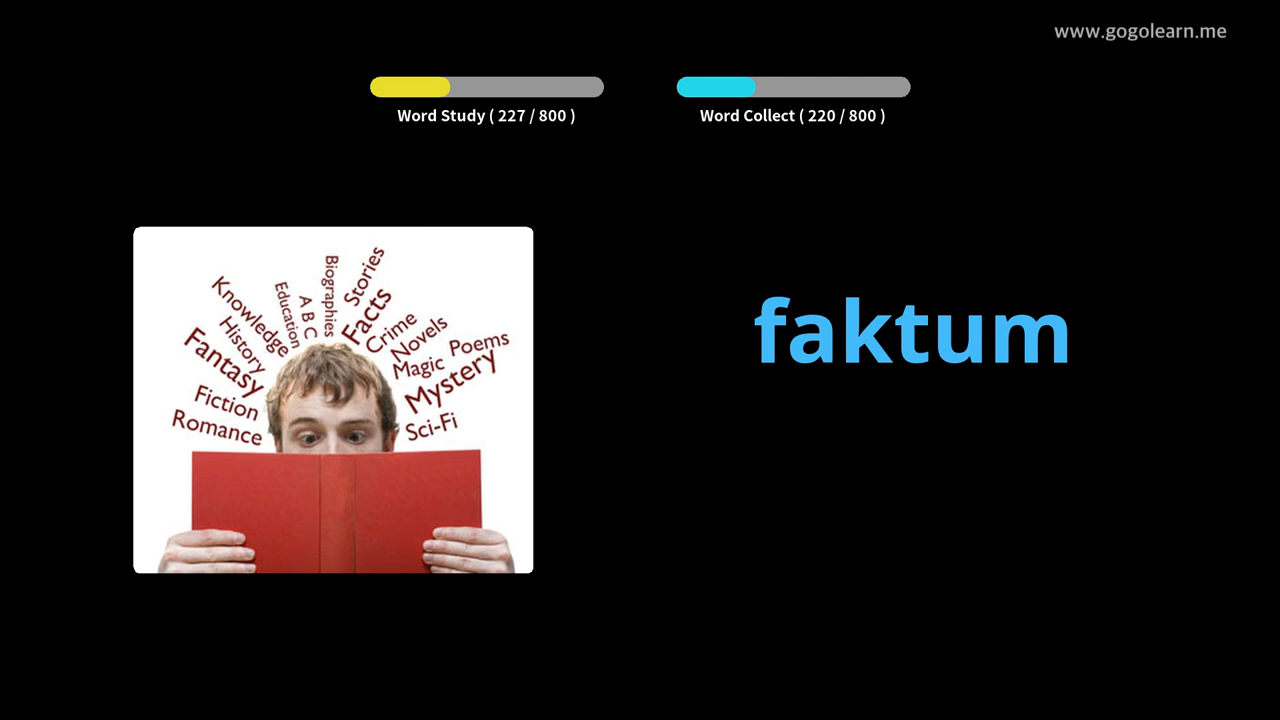 www.gogolearn.me
Word Study ( 227 / 800 )
Word Collect ( 220 / 800 )
Biographies
Stories
Education
A B C
Facts
Knowledge
Crime
History
Novels
Poems
Fantasy
Magic
Mystery
Fiction
Romance
Sci-Fi
faktum